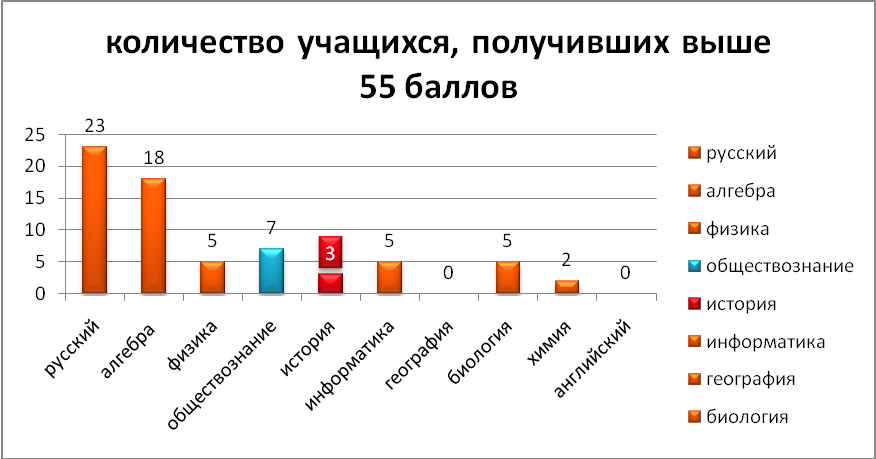 количество учащихся, получивших выше
55 баллов
25
20
15
10
5
0
23
18
5
7
3
5
0
5
2
0
русский
алгебра
физика
обществознание
история
информатика
география
биология
химия
английский
русский
алгебра
физика
обществознание
история
информатика
география
биология